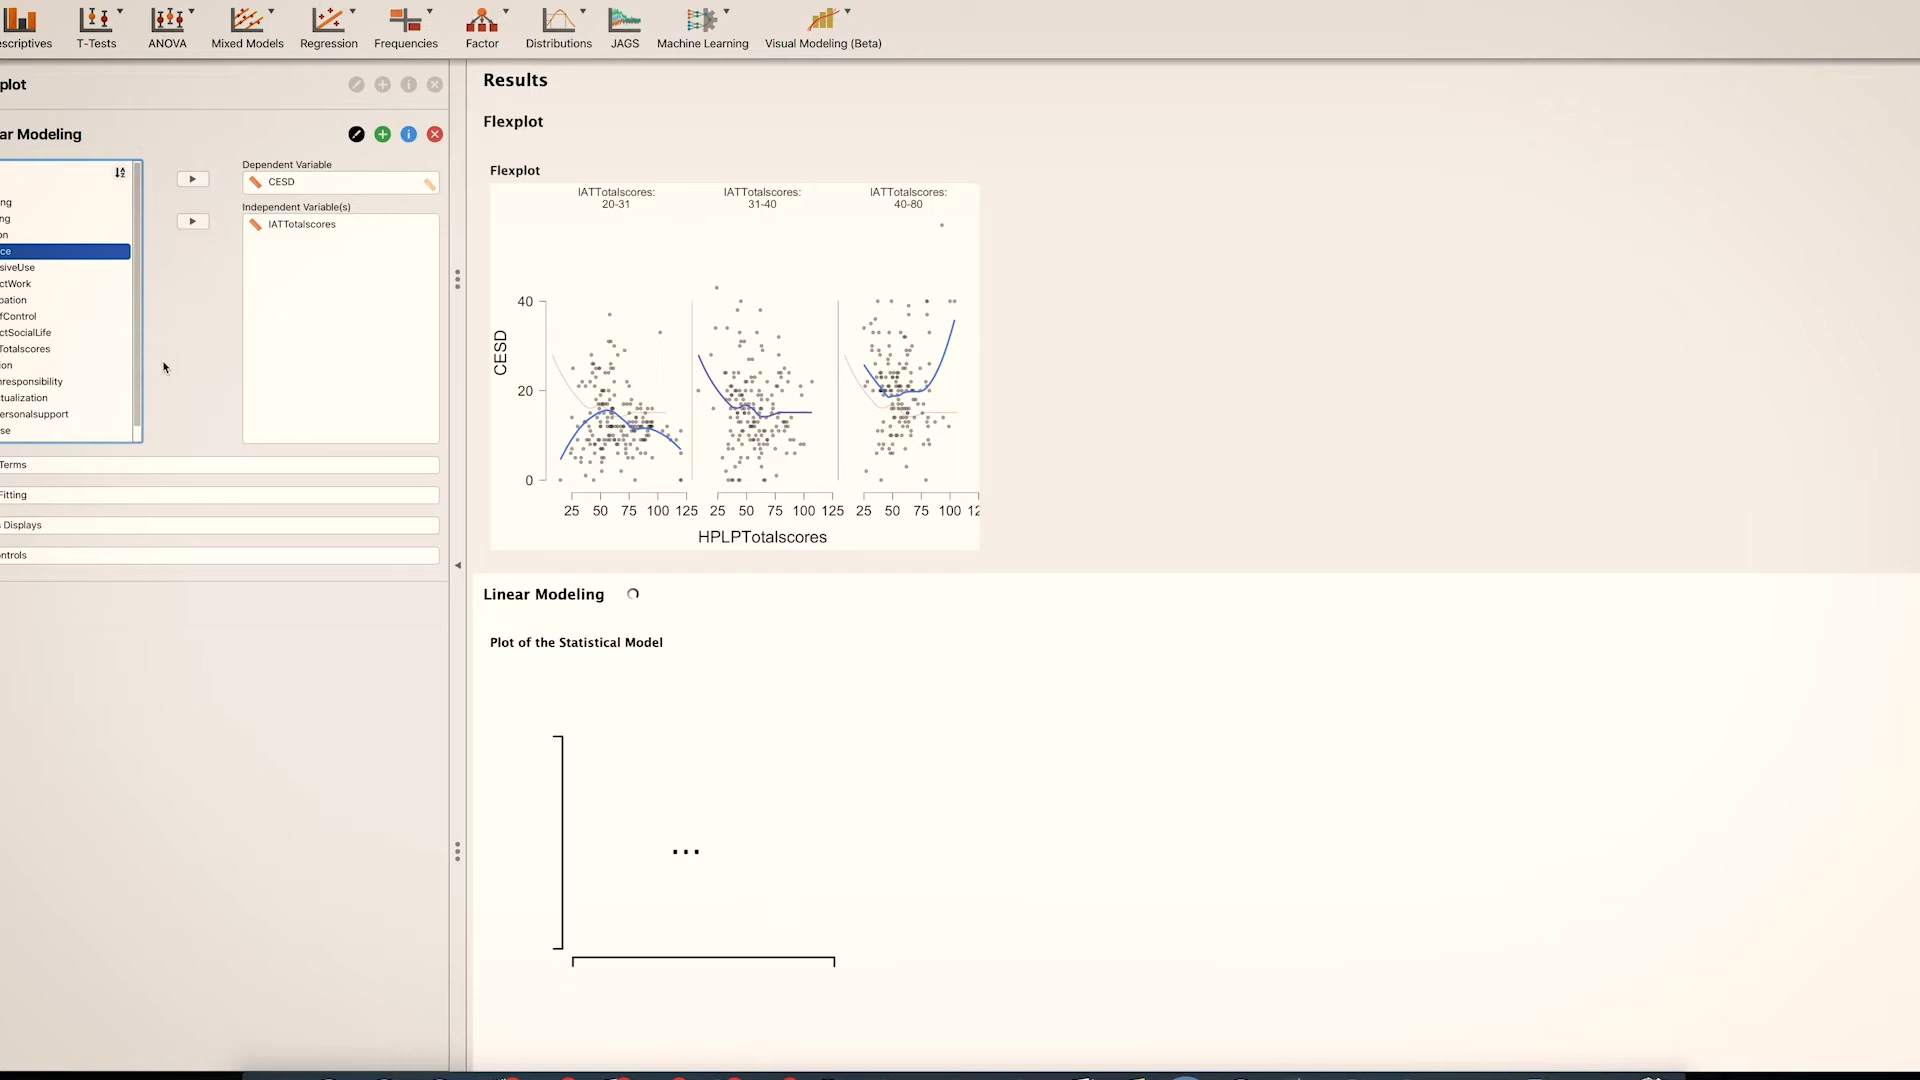 escriptives
T-Tests
ANOVA
Mixed Models
Regression
Frequencies
Factor
Distributions
JAGS
Machine Learning
Visual Modeling (Beta)
plot
ar Modeling
ng
ng
on
ce
siveUse
ctWork
pation
fControl
ctSocialLife
Totalscores
ion
nresponsibility
tualization
ersonalsupport
se
Dependent Variable
CESD
Independent Variable(s)
IATTotalscores
Terms
Fitting
s Displays
ontrols
Results
Flexplot
Flexplot
IATTotalscores:
20-31
IATTotalscores:
31-40
IATTotalscores:
40-80
CESD
40
20
0
25 50 75 100 125 25 50 75 100 125 25 50 75 100 12
HPLPTotalscores
Linear Modeling
Plot of the Statistical Model
...